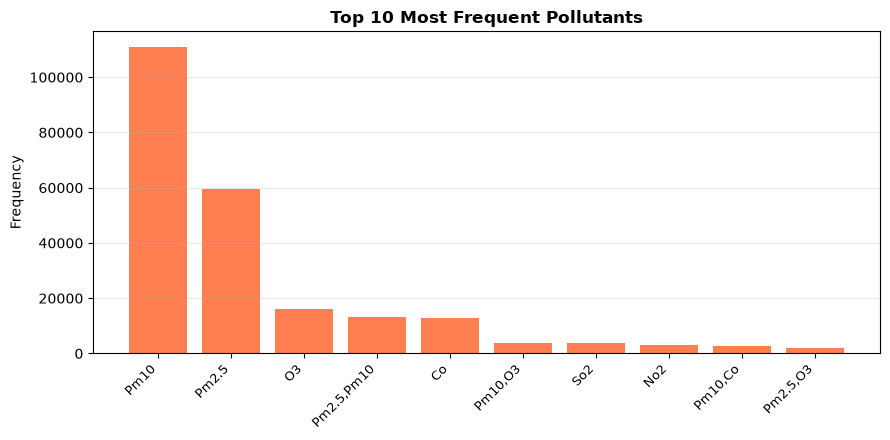 Top 10 Most Frequent Pollutants
Frequency
100000
80000
60000
40000
20000
0
Pm10
Pm2.5
O3
Pm2.5,Pm10
Co
Pm10,O3
So2
No2
Pm10,Co
Pm2.5,O3